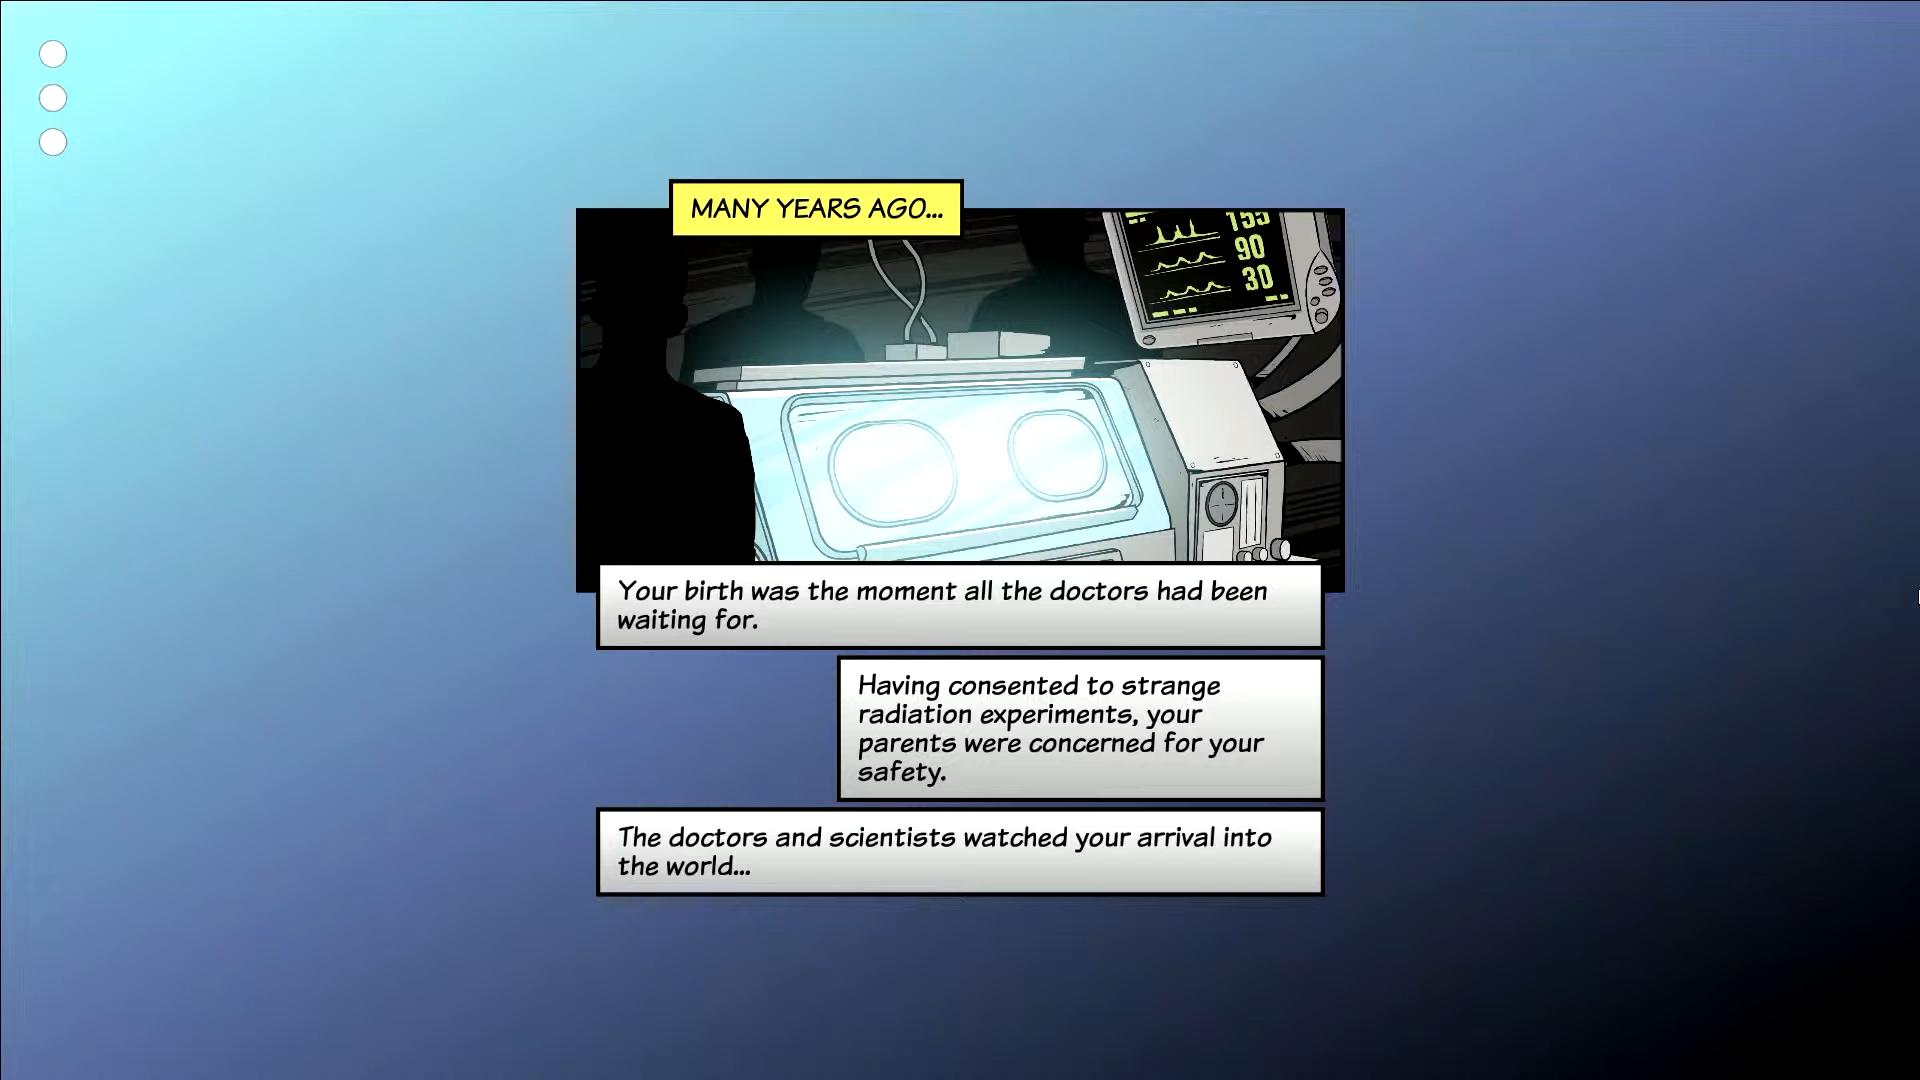 MANY YEARS AGO...
155
90
30
Your birth was the moment all the doctors had been
waiting for.
Having consented to strange
radiation experiments, your
parents were concerned for your
safety.
The doctors and scientists watched your arrival into
the world...